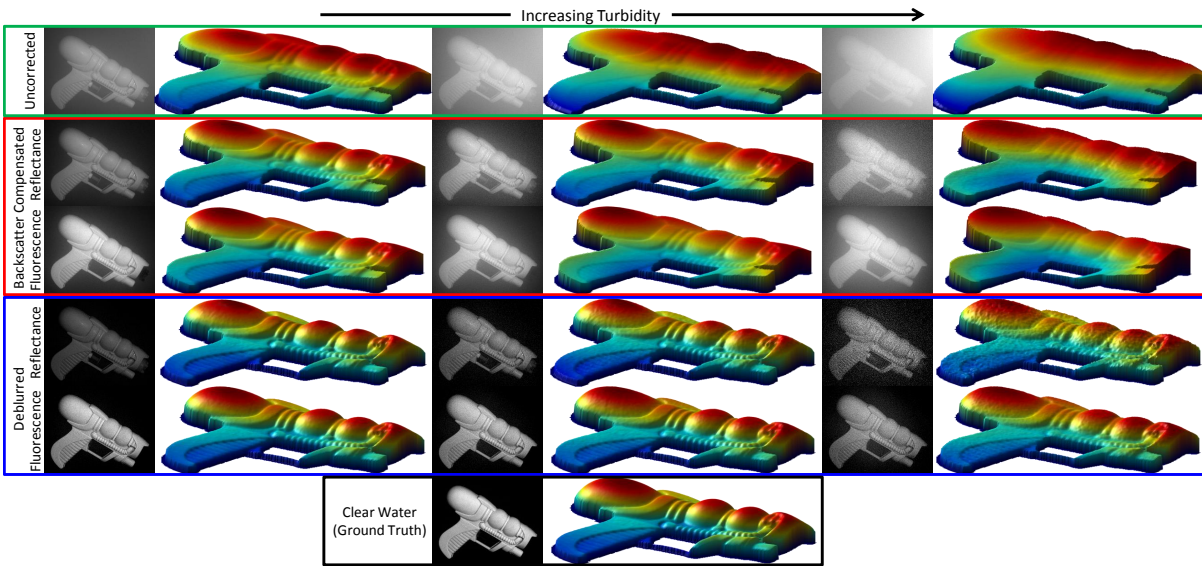 Increasing Turbidity
Uncorrected
Backscatter Compensated
Reflectance
Fluorescence
Deblurred
Reflectance
Fluorescence
Clear Water
(Ground Truth)